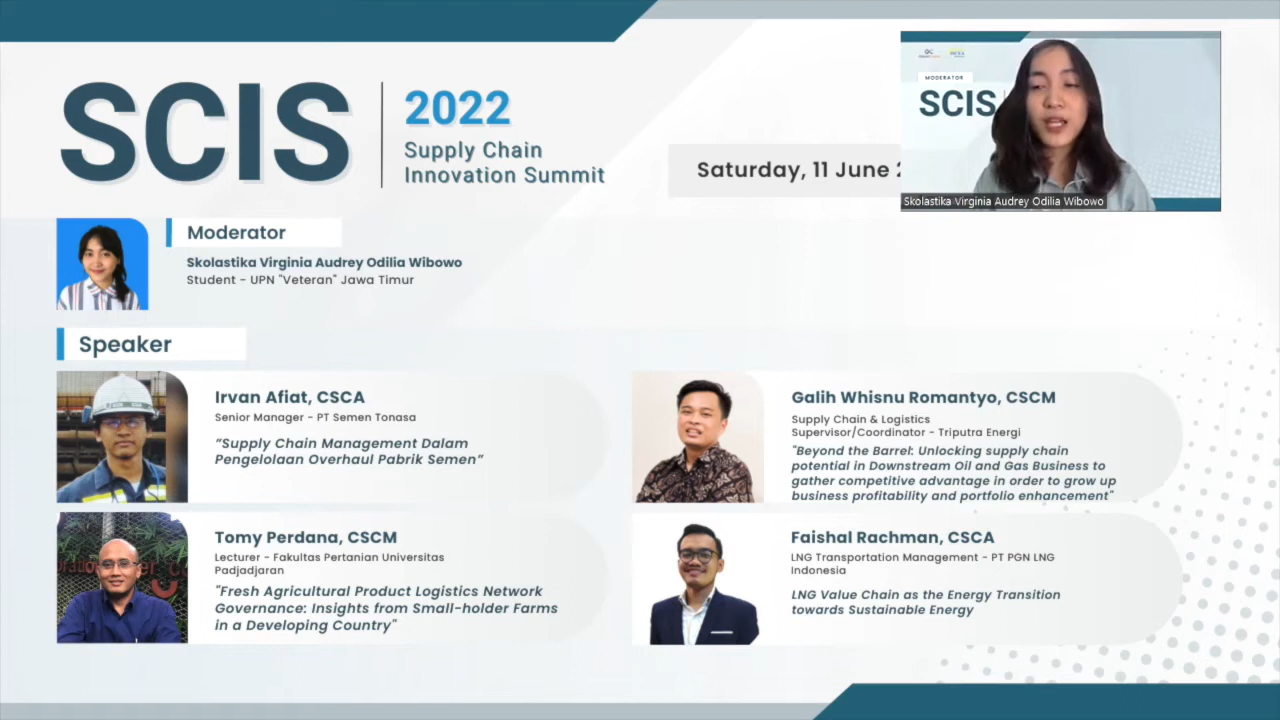 SCIS
2022
Supply Chain
Innovation Summit
Saturday, 11 June 2
MODERATOR
SCIS
Skolastika Virginia Audrey Odilia Wibowo
Moderator
Skolastika Virginia Audrey Odilia Wibowo
Student - UPN "Veteran" Jawa Timur
Speaker
Irvan Afiat, CSCA
Senior Manager - PT Semen Tonasa
“Supply Chain Management Dalam
Pengelolaan Overhaul Pabrik Semen”
Galih Whisnu Romantyo, CSCM
Supply Chain & Logistics
Supervisor/Coordinator - Triputra Energi
"Beyond the Barrel: Unlocking supply chain
potential in Downstream Oil and Gas Business to
gather competitive advantage in order to grow up
business profitability and portfolio enhancement"
Tomy Perdana, CSCM
Lecturer - Fakultas Pertanian Universitas
Padjadjaran
"Fresh Agricultural Product Logistics Network
Governance: Insights from Small-holder Farms
in a Developing Country"
Faishal Rachman, CSCA
LNG Transportation Management - PT PGN LNG
Indonesia
LNG Value Chain as the Energy Transition
towards Sustainable Energy